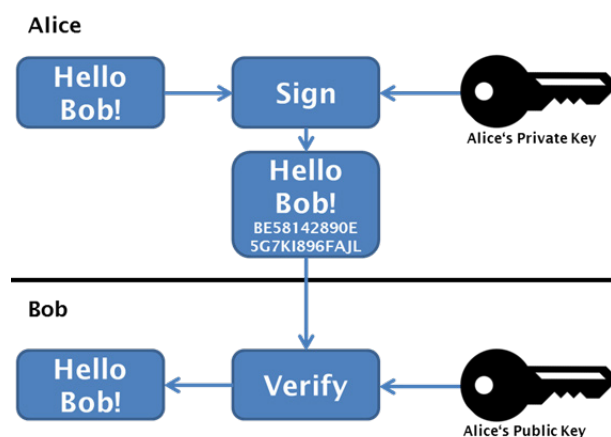 Alice
Hello
Bob!
Sign
Alice‘s Private Key
Hello
Bob!
BE58142890E
5G7KI896FAJL
Bob
Hello
Bob!
Verify
Alice‘s Public Key